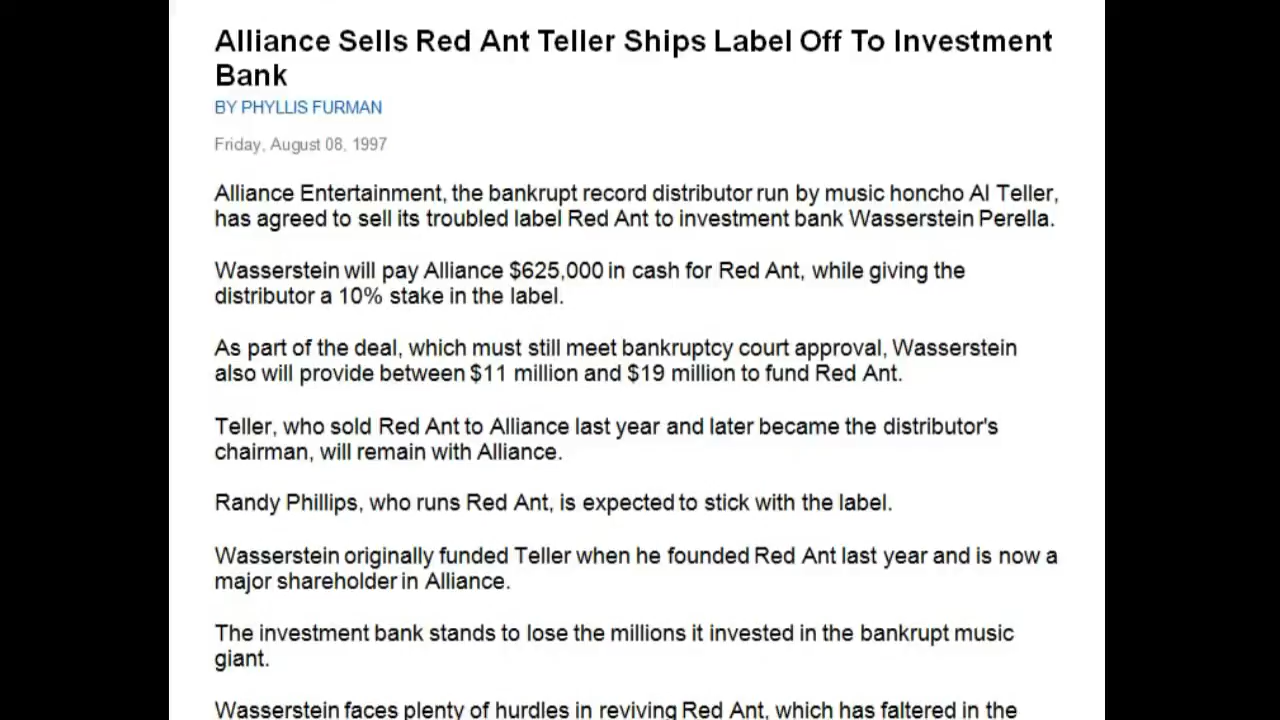 Alliance Sells Red Ant Teller Ships Label Off To Investment
Bank
BY PHYLLIS FURMAN
Friday, August 08, 1997
Alliance Entertainment, the bankrupt record distributor run by music honcho Al Teller,
has agreed to sell its troubled label Red Ant to investment bank Wasserstein Perella.
Wasserstein will pay Alliance $625,000 in cash for Red Ant, while giving the
distributor a 10% stake in the label.
As part of the deal, which must still meet bankruptcy court approval, Wasserstein
also will provide between $11 million and $19 million to fund Red Ant.
Teller, who sold Red Ant to Alliance last year and later became the distributor's
chairman, will remain with Alliance.
Randy Phillips, who runs Red Ant, is expected to stick with the label.
Wasserstein originally funded Teller when he founded Red Ant last year and is now a
major shareholder in Alliance.
The investment bank stands to lose the millions it invested in the bankrupt music
giant.
Wasserstein faces plenty of hurdles in reviving Red Ant, which has faltered in the